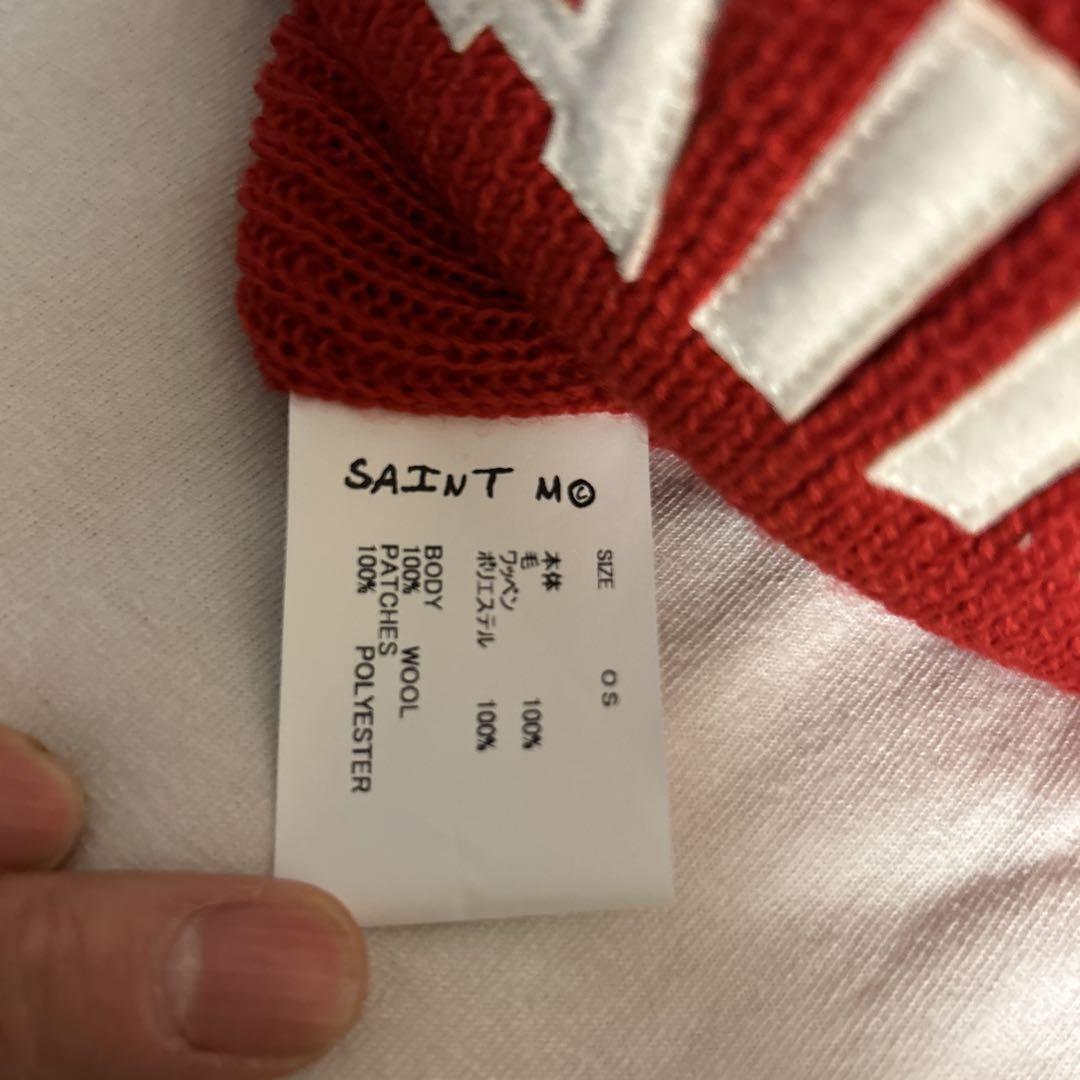 SAINT M©
SIZE OS
本体
毛 100%
ワッペン
ポリエステル 100%
BODY
100% WOOL
PATCHES
100% POLYESTER